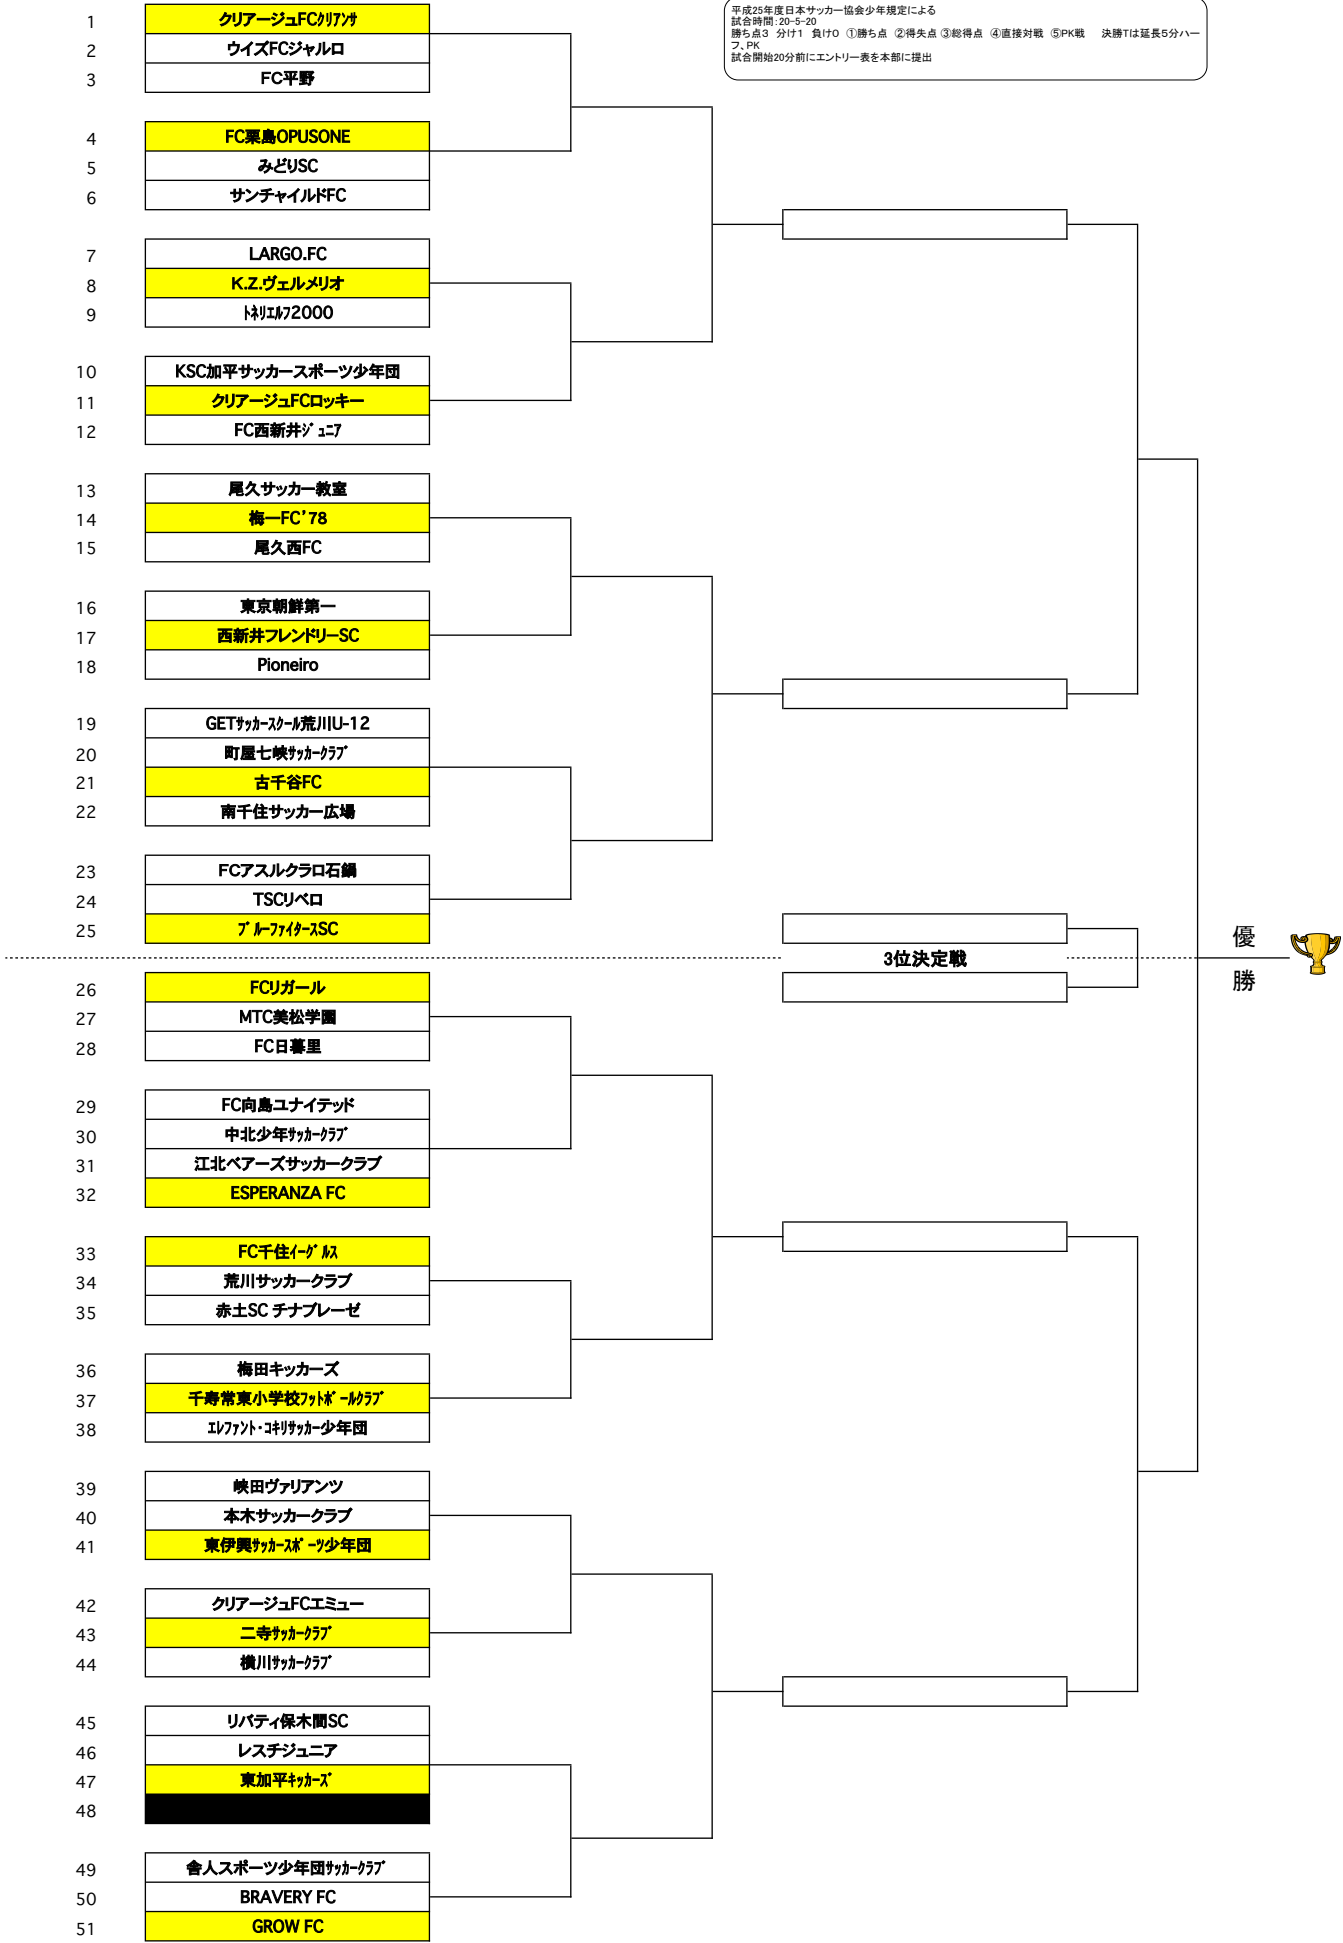 平成25年度日本サッカー協会少年規定による
試合時間:20-5-20
勝ち点3 分け1 負け0 ①勝ち点 ②得失点 ③総得点 ④直接対戦 ⑤PK戦 決勝Tは延長5分ハー
フ、PK
試合開始20分前にエントリー表を本部に提出
1 クリアージュFCクリアンサ
2 ウイズFCジャルロ
3 FC平野
4 FC栗島OPUSONE
5 みどりSC
6 サンチャイルドFC
7 LARGO.FC
8 K.Z.ヴェルメリオ
9 トネリエルフ2000
10 KSC加平サッカースポーツ少年団
11 クリアージュFCロッキー
12 FC西新井ジュニア
13 尾久サッカー教室
14 梅一FC'78
15 尾久西FC
16 東京朝鮮第一
17 西新井フレンドリーSC
18 Pioneiro
19 GETサッカースクール荒川U-12
20 町屋七峡サッカークラブ
21 古千谷FC
22 南千住サッカー広場
23 FCアスルクラロ石鍋
24 TSCリベロ
25 ブルーファイタースSC
3位決定戦
優
勝
26 FCリガール
27 MTC美松学園
28 FC日暮里
29 FC向島ユナイテッド
30 中北少年サッカークラブ
31 江北ベアーズサッカークラブ
32 ESPERANZA FC
33 FC千住イーグルス
34 荒川サッカークラブ
35 赤土SC チナブレーゼ
36 梅田キッカーズ
37 千寿常東小学校フットボールクラブ
38 エレファント・コキリサッカー少年団
39 峡田ヴァリアンツ
40 本木サッカークラブ
41 東伊興サッカースポーツ少年団
42 クリアージュFCエミュー
43 二寺サッカークラブ
44 横川サッカークラブ
45 リバティ保木間SC
46 レスチジュニア
47 東加平キッカーズ
48
49 舎人スポーツ少年団サッカークラブ
50 BRAVERY FC
51 GROW FC